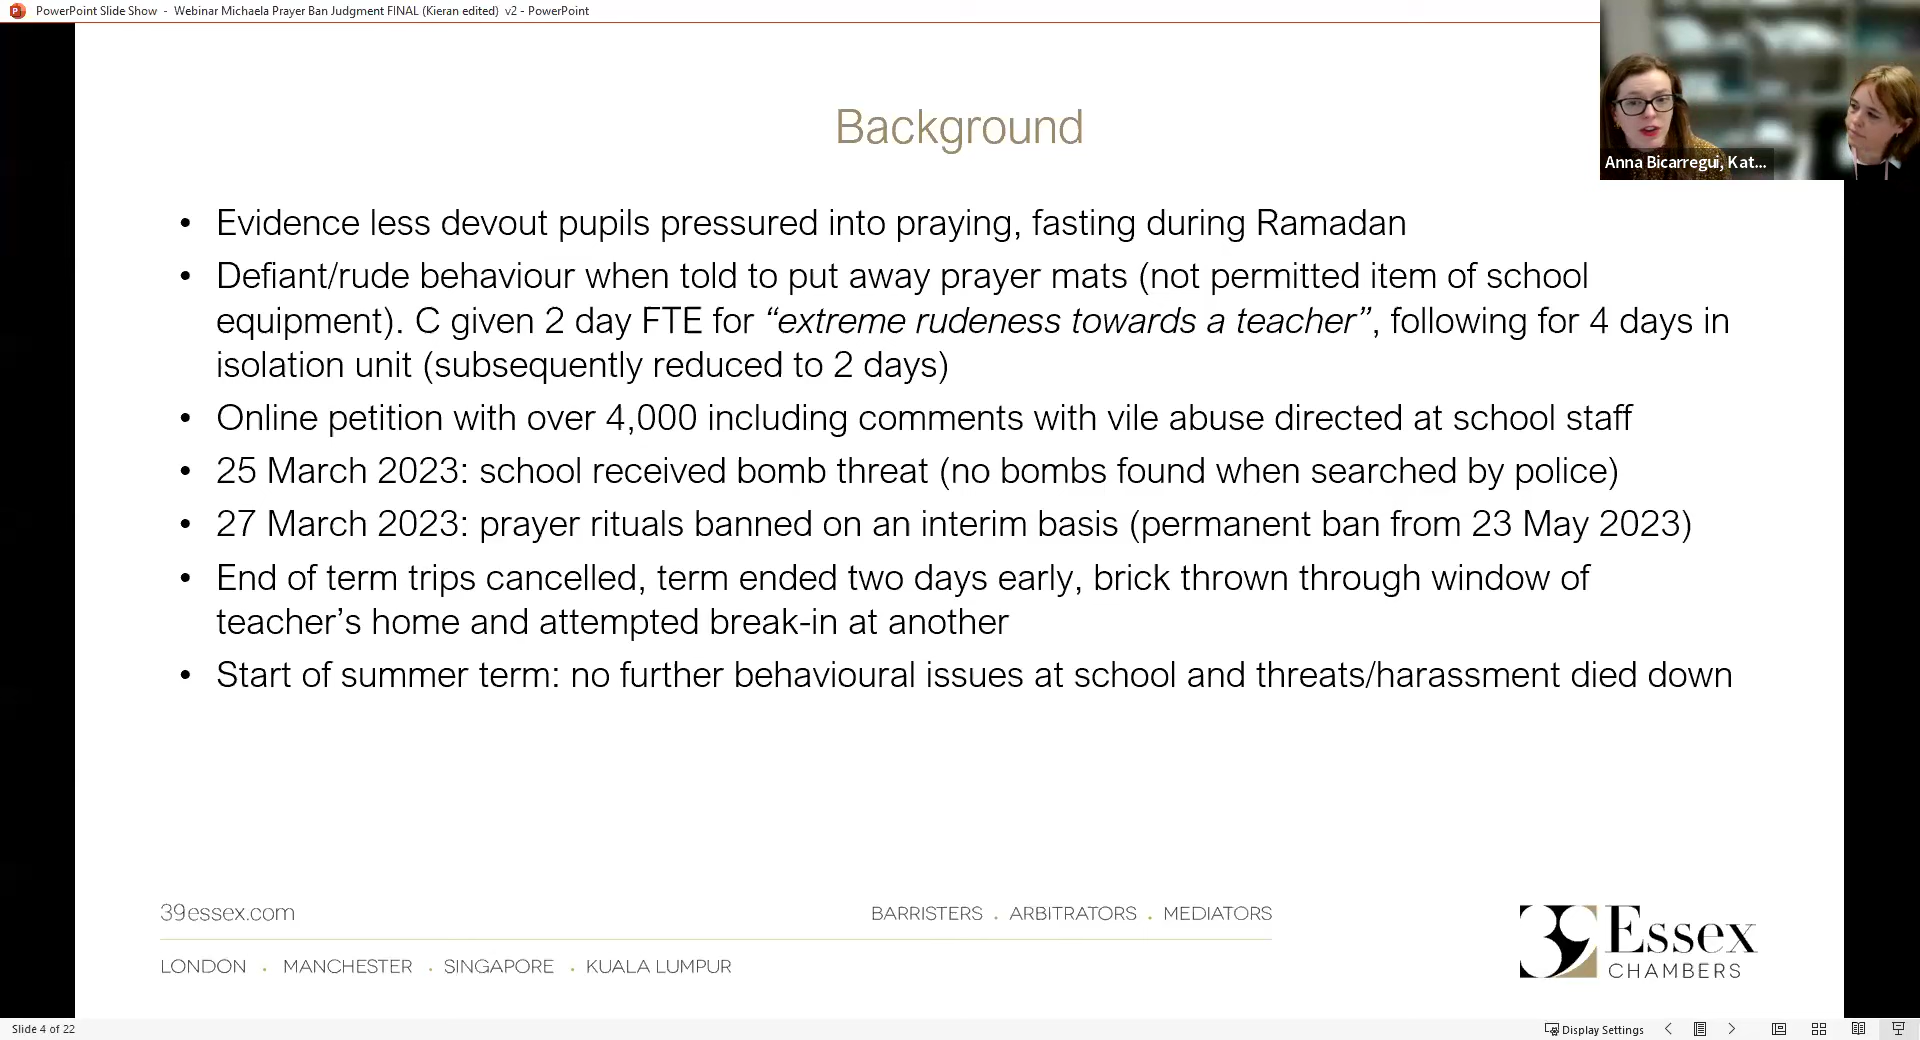 PowerPoint Slide Show - Webinar Michaela Prayer Ban Judgment FINAL (Kieran edited) v2 - PowerPoint
Anna Bicarregui, Kat...
Background
• Evidence less devout pupils pressured into praying, fasting during Ramadan
• Defiant/rude behaviour when told to put away prayer mats (not permitted item of school
equipment). C given 2 day FTE for “extreme rudeness towards a teacher”, following for 4 days in
isolation unit (subsequently reduced to 2 days)
• Online petition with over 4,000 including comments with vile abuse directed at school staff
• 25 March 2023: school received bomb threat (no bombs found when searched by police)
• 27 March 2023: prayer rituals banned on an interim basis (permanent ban from 23 May 2023)
• End of term trips cancelled, term ended two days early, brick thrown through window of
teacher’s home and attempted break-in at another
• Start of summer term: no further behavioural issues at school and threats/harassment died down
39essex.com
BARRISTERS . ARBITRATORS . MEDIATORS
LONDON . MANCHESTER . SINGAPORE . KUALA LUMPUR
39 Essex
CHAMBERS
Slide 4 of 22
Display Settings